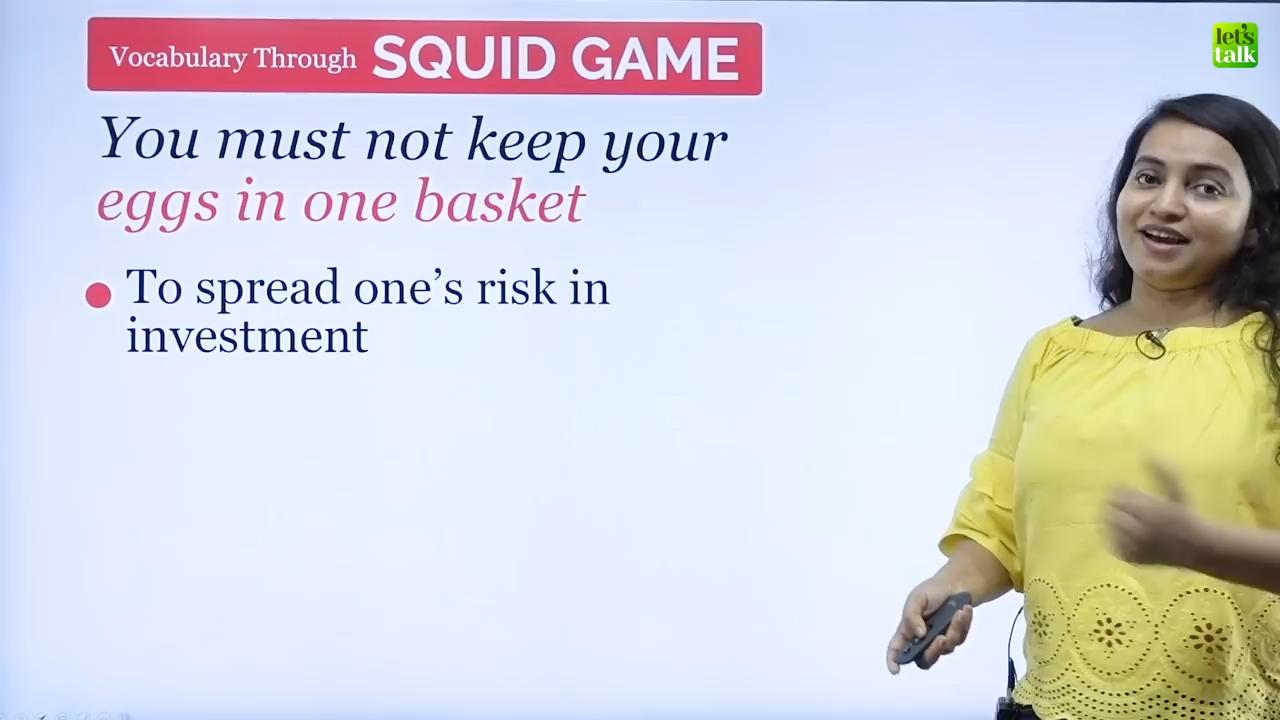 Vocabulary Through SQUID GAME
let's
talk
You must not keep your
eggs in one basket
To spread one's risk in
investment